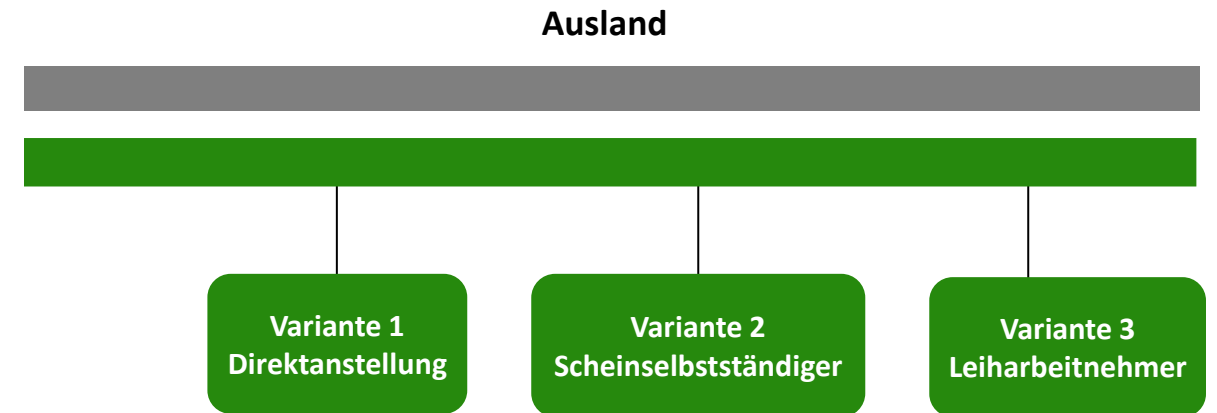 Ausland
Variante 1
Direktanstellung
Variante 2
Scheinselbstständiger
Variante 3
Leiharbeitnehmer